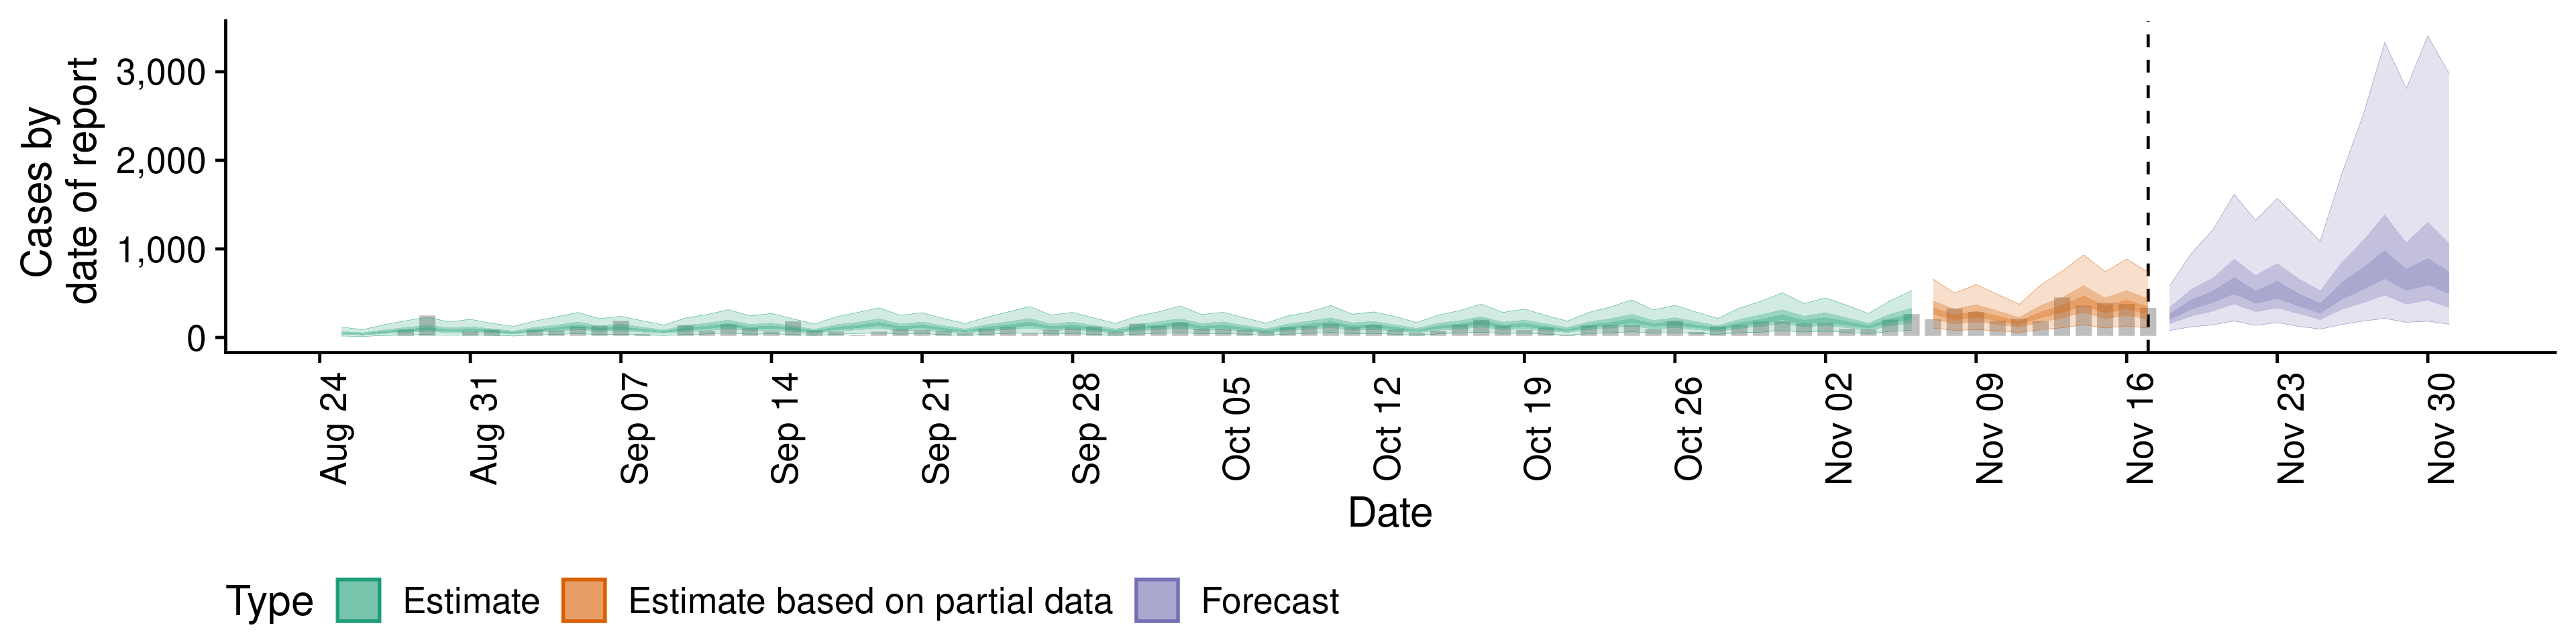 Cases by
date of report
3,000
2,000
1,000
0
Aug 24
Aug 31
Sep 07
Sep 14
Sep 21
Sep 28
Oct 05
Oct 12
Oct 19
Oct 26
Nov 02
Nov 09
Nov 16
Nov 23
Nov 30
Date
Type Estimate Estimate based on partial data Forecast